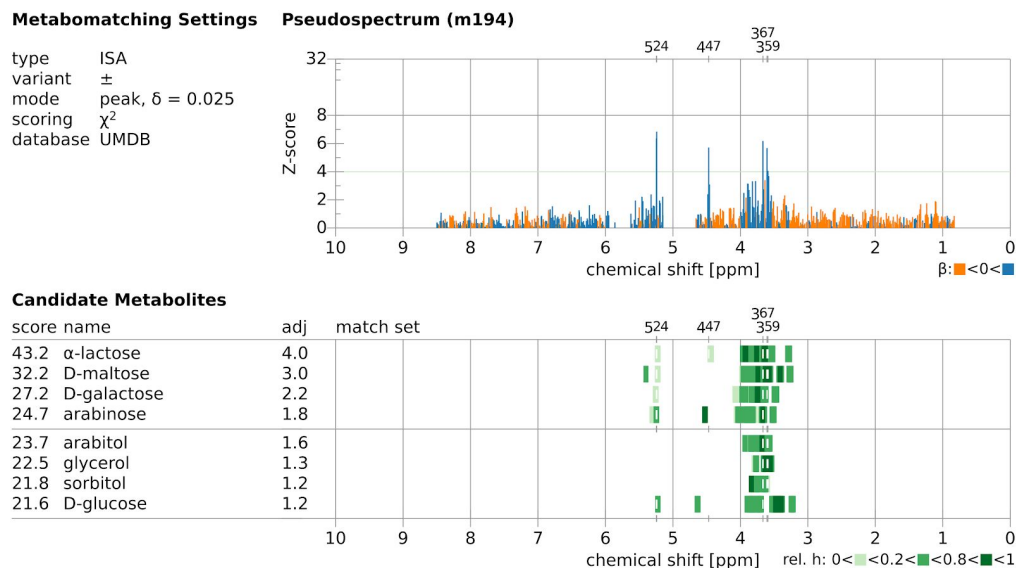 Metabomatching Settings
type ISA
variant ±
mode peak, δ = 0.025
scoring χ²
database UMDB
Pseudospectrum (m194)
367
524 447 359
32
8
6
4
2
0
Z-score
10 9 8 7 6 5 4 3 2 1 0
chemical shift [ppm]
β: <0<
Candidate Metabolites
367
score name adj match set 524 447 359
43.2 α-lactose 4.0
32.2 D-maltose 3.0
27.2 D-galactose 2.2
24.7 arabinose 1.8
23.7 arabitol 1.6
22.5 glycerol 1.3
21.8 sorbitol 1.2
21.6 D-glucose 1.2
10 9 8 7 6 5 4 3 2 1 0
chemical shift [ppm]
rel. h: 0< <0.2< <0.8< <1